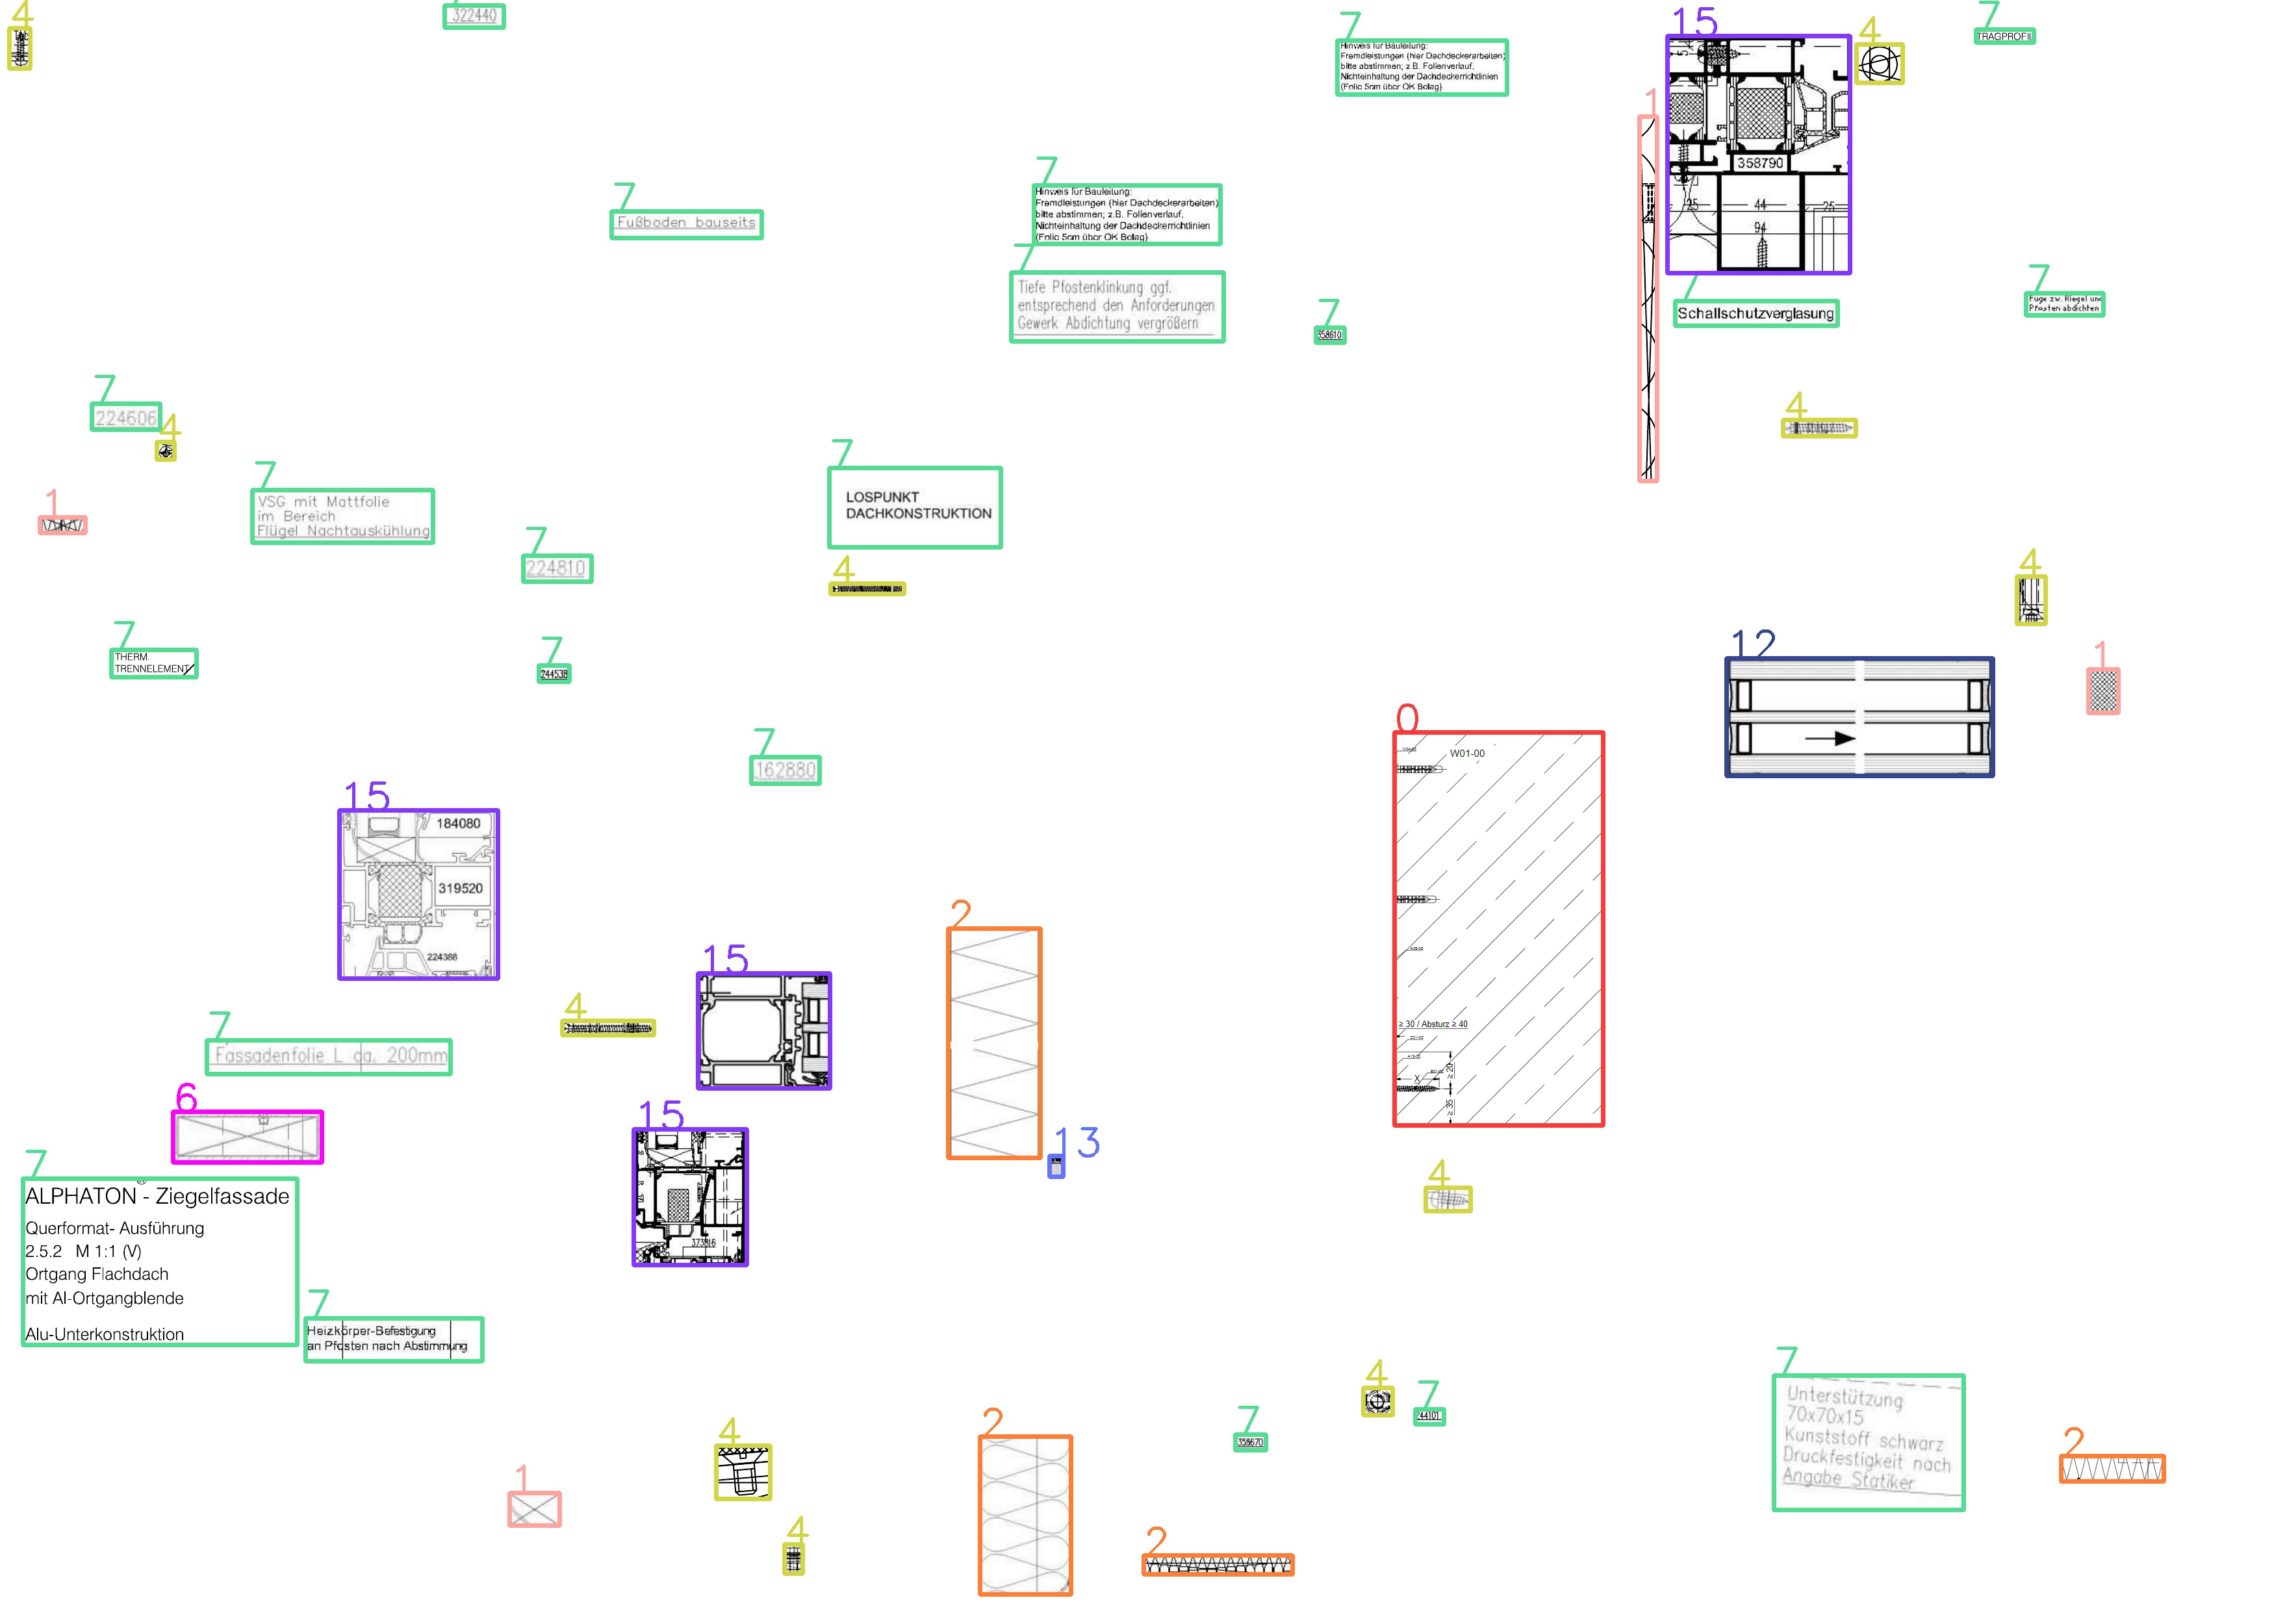 4
7
322440
7
Hinweis für Bauleitung:
Fremdleistungen (hier Dachdeckerarbeiten)
bitte abstimmen; z.B. Folienverlauf,
Nichteinhaltung der Dachdeckerrichtlinien
(Folie 5cm über OK Belag)
15
358790
25
44
25
94
4
7
TRAGPROFIL
1
7
Fußboden bauseits
7
Hinweis für Bauleitung:
Fremdleistungen (hier Dachdeckerarbeiten)
bitte abstimmen; z.B. Folienverlauf,
Nichteinhaltung der Dachdeckerrichtlinien
(Folie 5cm über OK Belag)
7
Tiefe Pfostenklinkung ggf.
entsprechend den Anforderungen
Gewerk Abdichtung vergrößern
7
358610
7
Schallschutzverglasung
7
Fuge zw. Riegel und
Pfosten abdichten
7
224606
4
4
1
7
VSG mit Mattfolie
im Bereich
Flügel Nachtauskühlung
7
LOSPUNKT
DACHKONSTRUKTION
7
224810
4
4
7
THERM.
TRENNELEMENT
7
244538
12
1
7
162880
0
W01-00
≥ 30 / Absturz ≥ 40
X
≥ 20
≥ 35
15
184080
319520
224388
2
15
7
Fassadenfolie L ca. 200mm
4
6
15
373816
13
4
7
ALPHATON® - Ziegelfassade
Querformat- Ausführung
2.5.2 M 1:1 (V)
Ortgang Flachdach
mit Al-Ortgangblende
Alu-Unterkonstruktion
7
Heizkörper-Befestigung
an Pfosten nach Abstimmung
4
7
244101
7
Unterstützung
70x70x15
Kunststoff schwarz
Druckfestigkeit nach
Angabe Statiker
4
2
7
358670
2
1
4
2